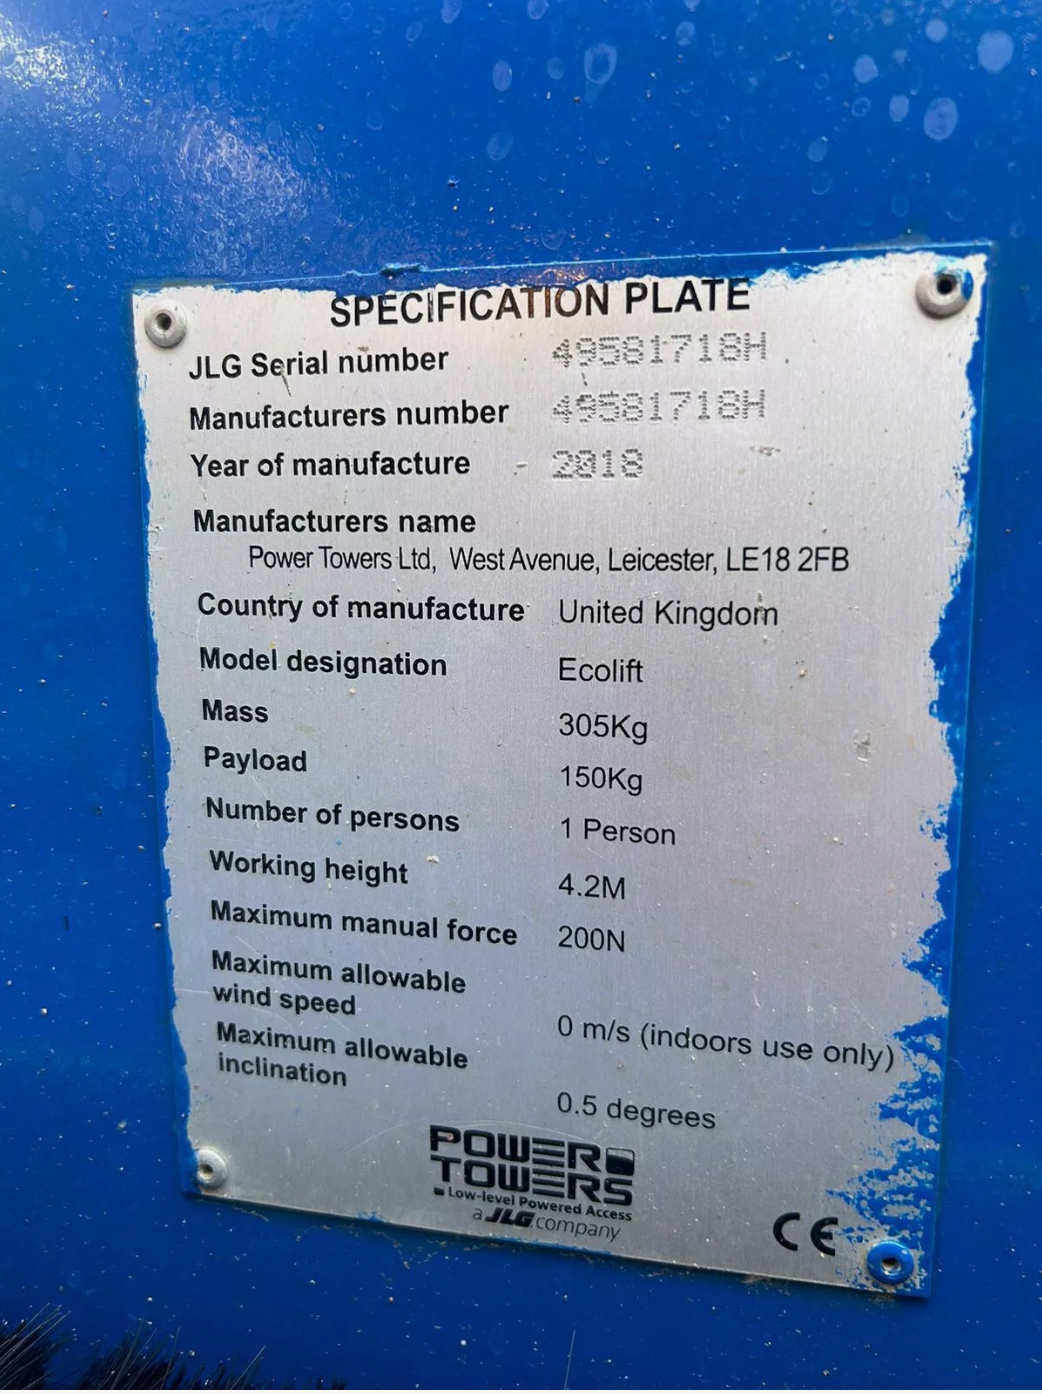 SPECIFICATION PLATE
JLG Serial number 49581718H
Manufacturers number 49581718H
Year of manufacture 2018
Manufacturers name
Power Towers Ltd, West Avenue, Leicester, LE18 2FB
Country of manufacture United Kingdom
Model designation Ecolift
Mass 305Kg
Payload 150Kg
Number of persons 1 Person
Working height 4.2M
Maximum manual force 200N
Maximum allowable
wind speed
0 m/s (indoors use only)
Maximum allowable
inclination
0.5 degrees
POWER
TOWERS
Low-level Powered Access
a JLG company
CE